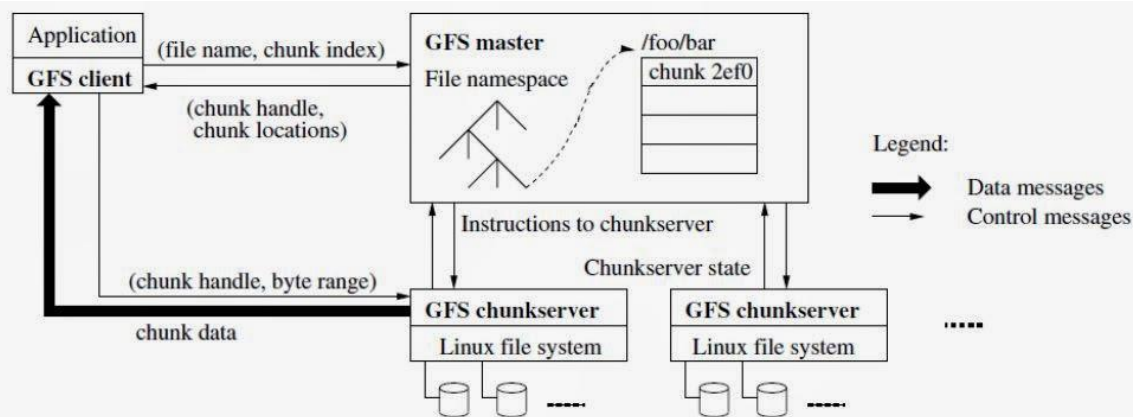 Application
GFS client
(file name, chunk index)
(chunk handle,
chunk locations)
GFS master
File namespace
/foo/bar
chunk 2ef0
Legend:
Data messages
Control messages
Instructions to chunkserver
Chunkserver state
(chunk handle, byte range)
chunk data
GFS chunkserver
Linux file system
GFS chunkserver
Linux file system